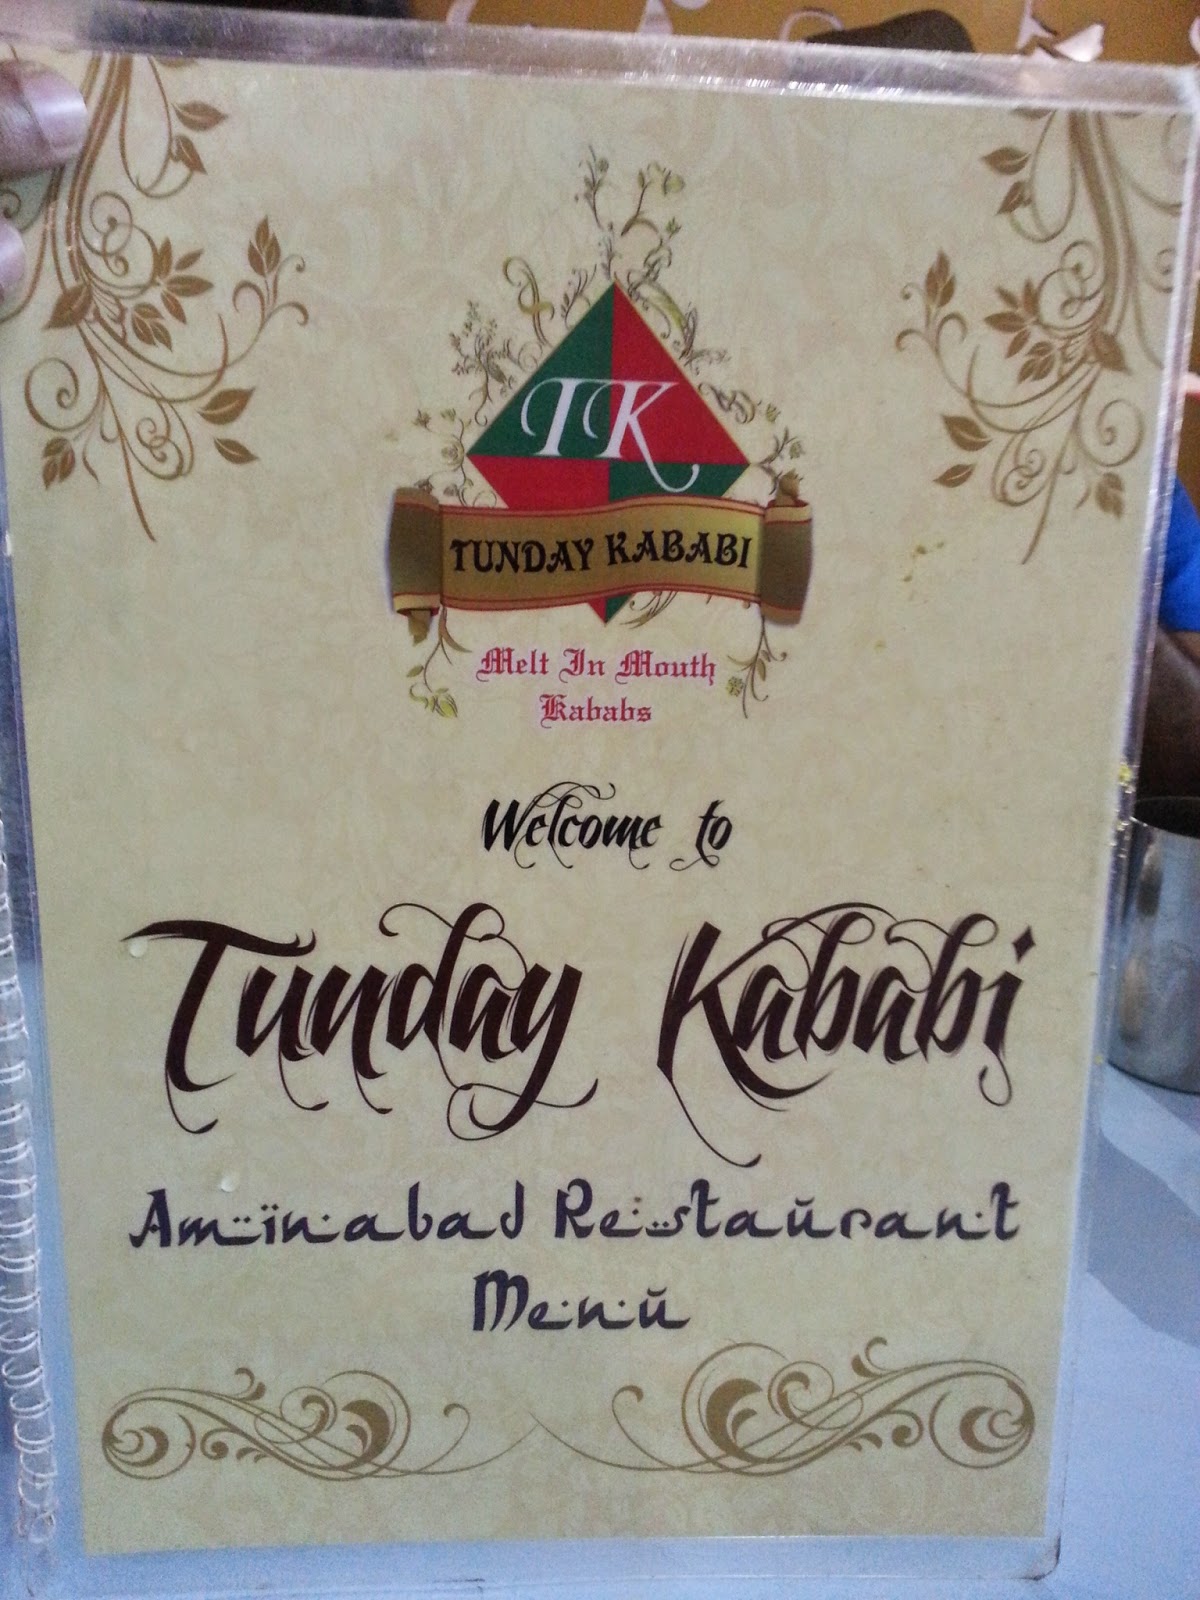 TK
TUNDAY KABABI
Melt In Mouth
Kababs
Welcome to
Tunday Kababi
Aminabad Restaurant
Menu